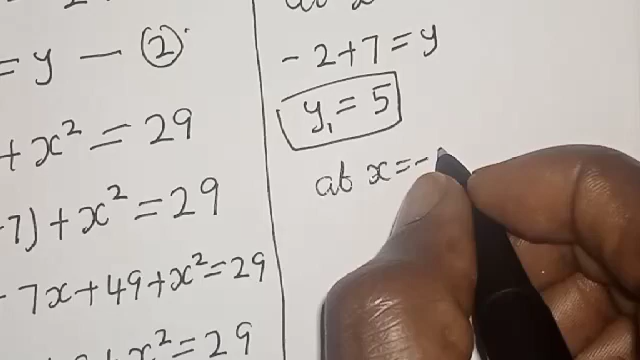 = y — ②
+ x² = 29
-7) + x² = 29
- 7x + 49 + x² = 29
+ x² = 29
- 2 + 7 = y
y₁ = 5
at x = -